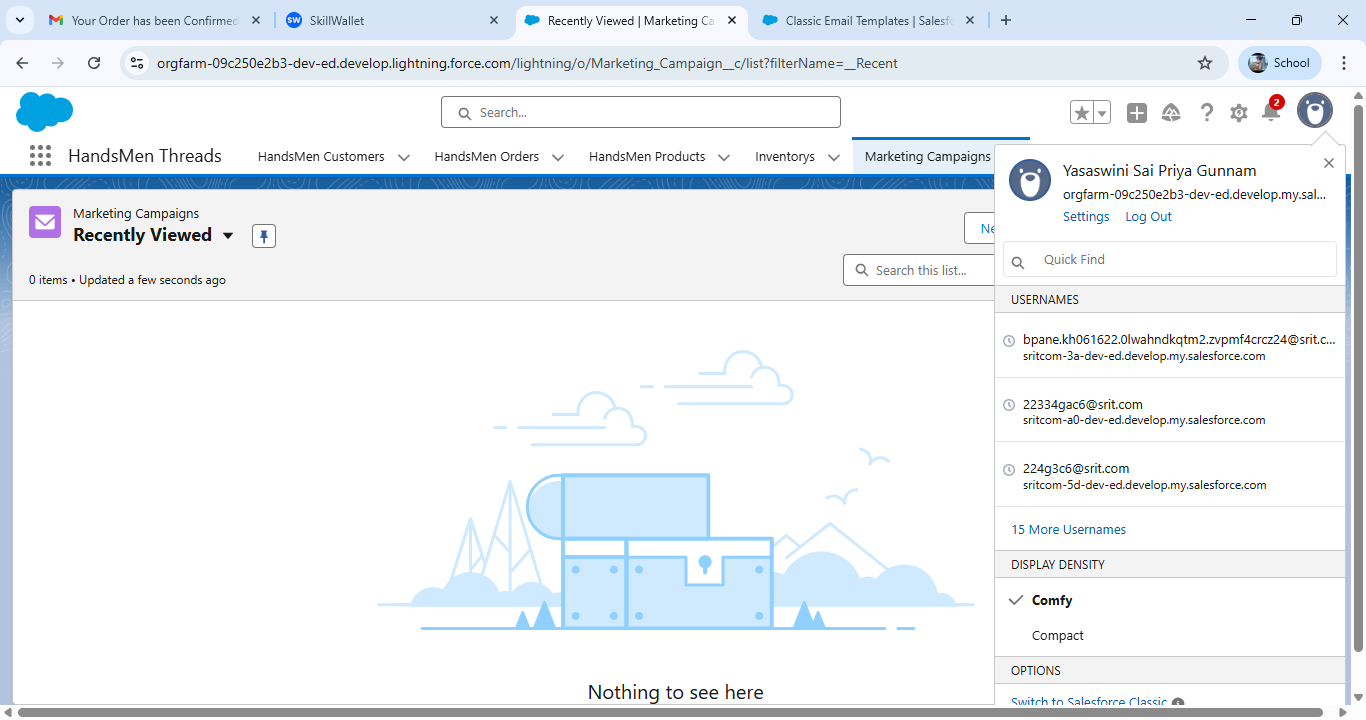 Your Order has been Confirmed
SW SkillWallet
Recently Viewed | Marketing Ca
Classic Email Templates | Salesfo
orgfarm-09c250e2b3-dev-ed.develop.lightning.force.com/lightning/o/Marketing_Campaign__c/list?filterName=__Recent
School
Search...
2
HandsMen Threads
HandsMen Customers
HandsMen Orders
HandsMen Products
Inventorys
Marketing Campaigns
Marketing Campaigns
Recently Viewed
Ne
0 items • Updated a few seconds ago
Search this list...
Nothing to see here
Yasaswini Sai Priya Gunnam
orgfarm-09c250e2b3-dev-ed.develop.my.sal...
Settings Log Out
Quick Find
USERNAMES
bpane.kh061622.0lwahndkqtm2.zvpmf4crcz24@srit.c...
sritcom-3a-dev-ed.develop.my.salesforce.com
22334gac6@srit.com
sritcom-a0-dev-ed.develop.my.salesforce.com
224g3c6@srit.com
sritcom-5d-dev-ed.develop.my.salesforce.com
15 More Usernames
DISPLAY DENSITY
Comfy
Compact
OPTIONS
Switch to Salesforce Classic